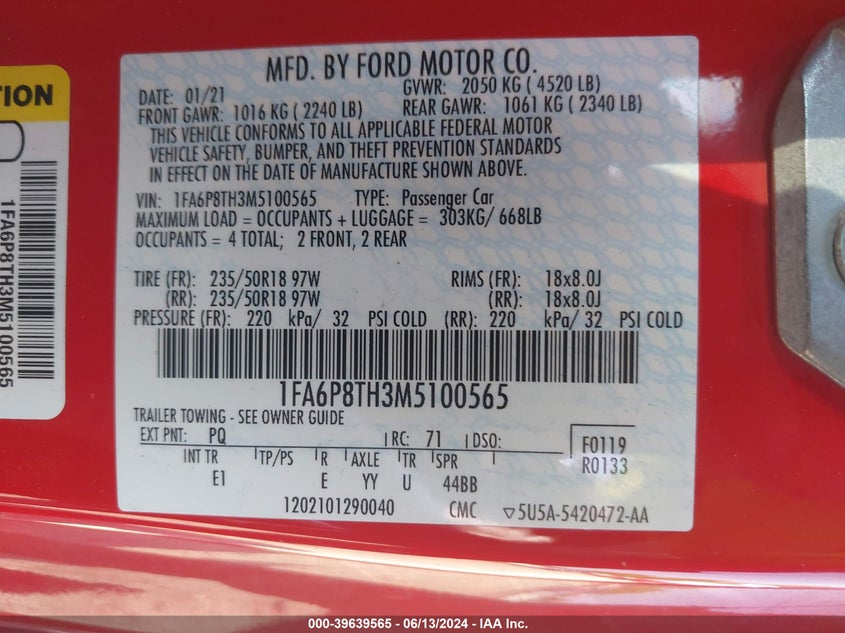 TION
1FA6P8TH3M5100565
MFD. BY FORD MOTOR CO.
DATE: 01/21 GVWR: 2050 KG ( 4520 LB)
FRONT GAWR: 1016 KG ( 2240 LB) REAR GAWR: 1061 KG ( 2340 LB)
THIS VEHICLE CONFORMS TO ALL APPLICABLE FEDERAL MOTOR
VEHICLE SAFETY, BUMPER, AND THEFT PREVENTION STANDARDS
IN EFFECT ON THE DATE OF MANUFACTURE SHOWN ABOVE.
VIN: 1FA6P8TH3M5100565 TYPE: Passenger Car
MAXIMUM LOAD = OCCUPANTS + LUGGAGE = 303KG/ 668LB
OCCUPANTS = 4 TOTAL; 2 FRONT, 2 REAR
TIRE (FR): 235/50R18 97W RIMS (FR): 18x8.0J
(RR): 235/50R18 97W (RR): 18x8.0J
PRESSURE (FR): 220 kPa/ 32 PSI COLD (RR): 220 kPa/ 32 PSI COLD
1FA6P8TH3M5100565
TRAILER TOWING - SEE OWNER GUIDE
EXT PNT: PQ RC: 71 DSO: F0119
INT TR TP/PS R AXLE TR SPR R0133
E1 E YY U 44BB
1202101290040 CMC ▽5U5A-5420472-AA
000-39639565 - 06/13/2024 - IAA Inc.